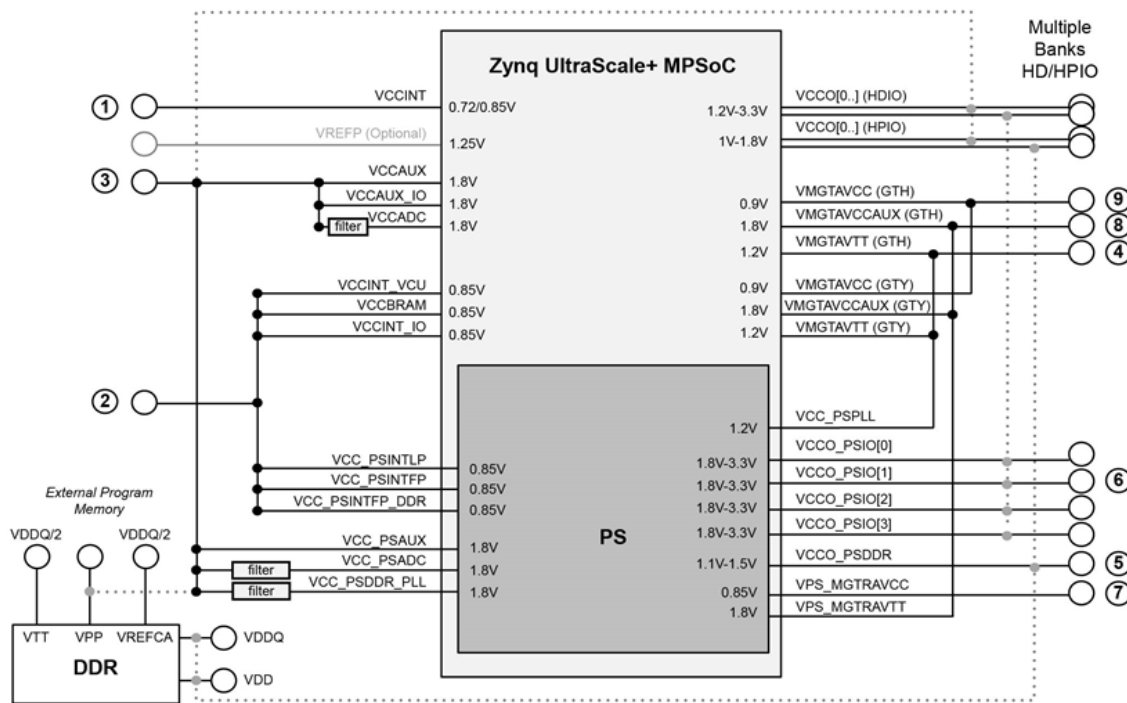 Multiple
Banks
HD/HPIO
Zynq UltraScale+ MPSoC
1
VCCINT
0.72/0.85V
VREFP (Optional)
1.25V
3
VCCAUX
1.8V
VCCAUX_IO
1.8V
filter
VCCADC
1.8V
VCCINT_VCU
0.85V
VCCBRAM
0.85V
VCCINT_IO
0.85V
2
VCC_PSINTLP
0.85V
VCC_PSINTFP
0.85V
VCC_PSINTFP_DDR
0.85V
VCC_PSAUX
1.8V
filter
VCC_PSADC
1.8V
filter
VCC_PSDDR_PLL
1.8V
External Program
Memory
VDDQ/2
VDDQ/2
VTT
VPP
VREFCA
DDR
VDDQ
VDD
PS
1.2V-3.3V
VCCO[0..] (HDIO)
1V-1.8V
VCCO[0..] (HPIO)
0.9V
VMGTAVCC (GTH)
9
1.8V
VMGTAVCCAUX (GTH)
8
1.2V
VMGTAVTT (GTH)
4
0.9V
VMGTAVCC (GTY)
1.8V
VMGTAVCCAUX (GTY)
1.2V
VMGTAVTT (GTY)
1.2V
VCC_PSPLL
1.8V-3.3V
VCCO_PSIO[0]
1.8V-3.3V
VCCO_PSIO[1]
6
1.8V-3.3V
VCCO_PSIO[2]
1.8V-3.3V
VCCO_PSIO[3]
1.1V-1.5V
VCCO_PSDDR
5
0.85V
VPS_MGTRAVCC
7
1.8V
VPS_MGTRAVTT